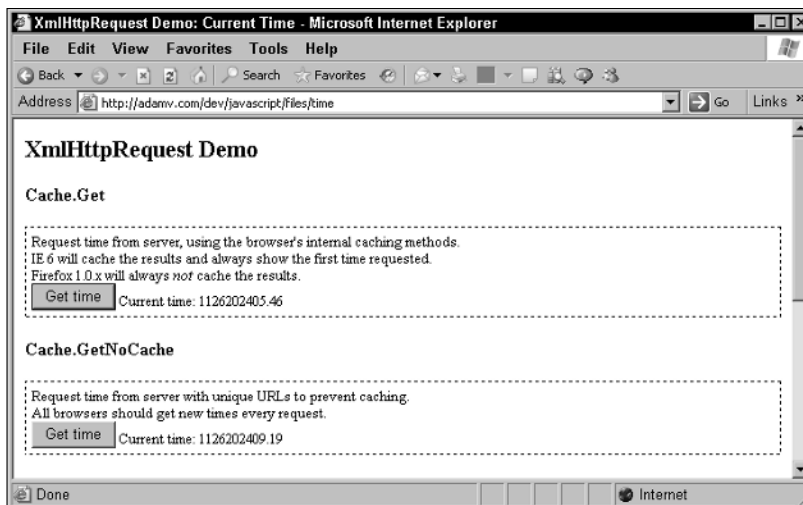 XmlHttpRequest Demo: Current Time - Microsoft Internet Explorer
File Edit View Favorites Tools Help
Back Search Favorites
Address http://adamv.com/dev/javascript/files/time Go Links »
XmlHttpRequest Demo
Cache.Get
Request time from server, using the browser's internal caching methods.
IE 6 will cache the results and always show the first time requested.
Firefox 1.0.x will always not cache the results.
Get time Current time: 1126202405.46
Cache.GetNoCache
Request time from server with unique URLs to prevent caching.
All browsers should get new times every request.
Get time Current time: 1126202409.19
Done Internet